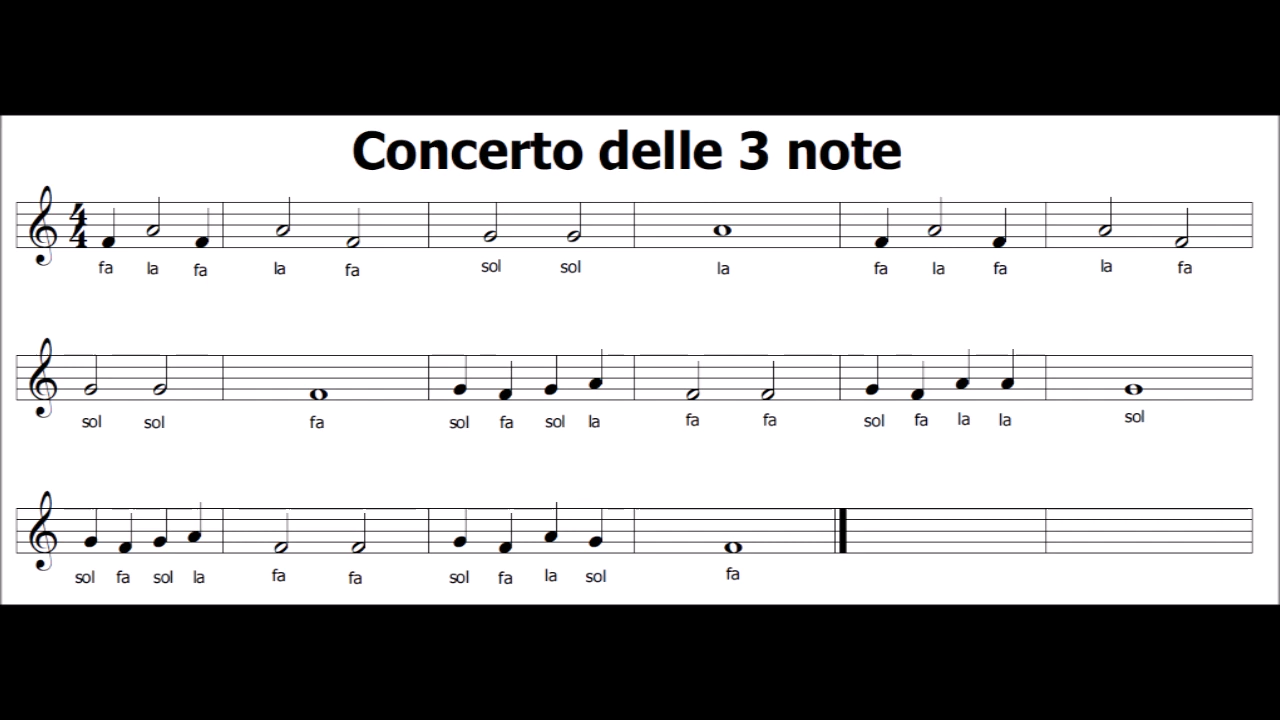 Concerto delle 3 note
4
4
fa la fa la fa sol sol la fa la fa la fa
sol sol fa sol fa sol la fa fa sol fa la la sol
sol fa sol la fa fa sol fa la sol fa